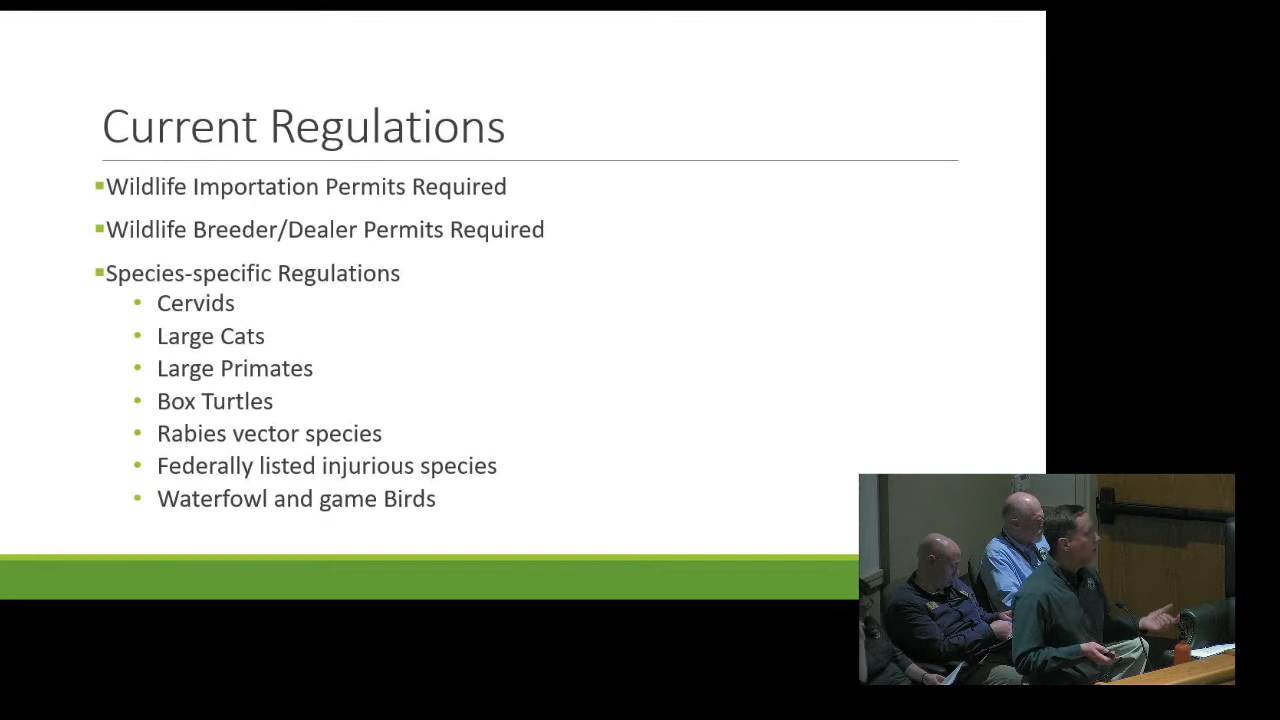 Current Regulations
Wildlife Importation Permits Required
Wildlife Breeder/Dealer Permits Required
Species-specific Regulations
Cervids
Large Cats
Large Primates
Box Turtles
Rabies vector species
Federally listed injurious species
Waterfowl and game Birds